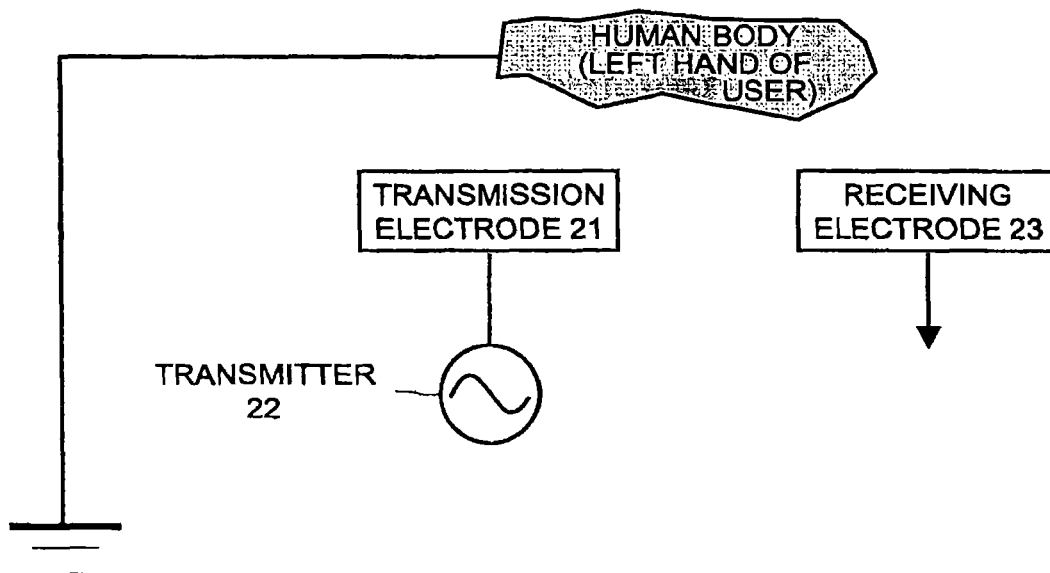 HUMAN BODY
(LEFT HAND OF
USER)
TRANSMISSION
ELECTRODE 21
RECEIVING
ELECTRODE 23
TRANSMITTER
22